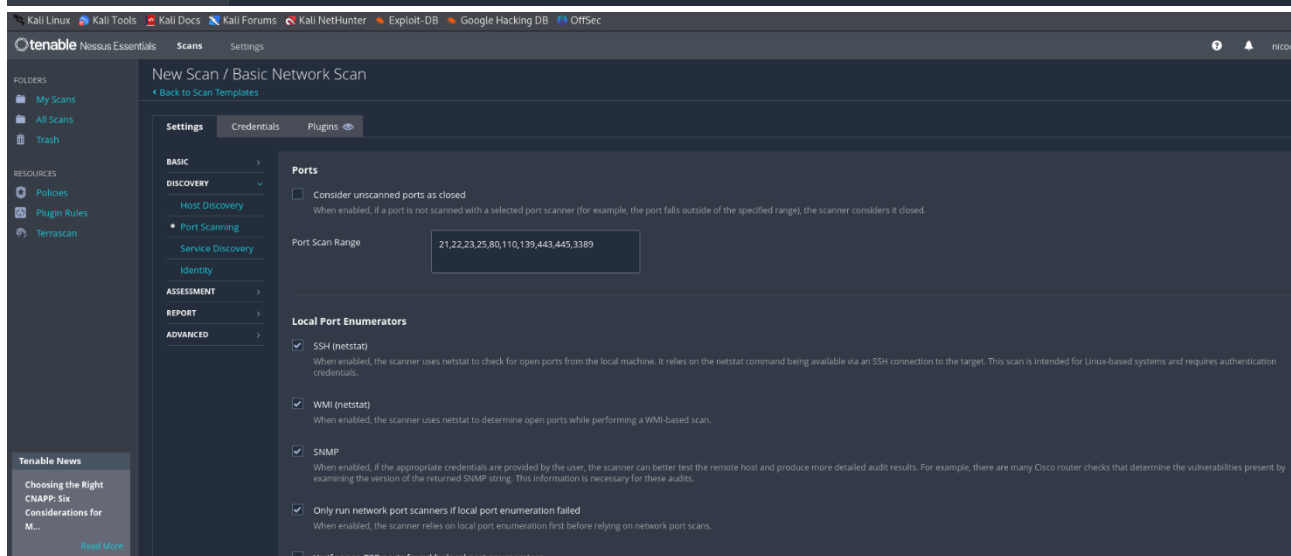 Kali Linux Kali Tools Kali Docs Kali Forums Kali NetHunter Exploit-DB Google Hacking DB OffSec
tenable Nessus Essentials Scans Settings
FOLDERS
My Scans
All Scans
Trash
RESOURCES
Policies
Plugin Rules
Terrascan
Tenable News
Choosing the Right
CNAPP: Six
Considerations for
M...
Read More
New Scan / Basic Network Scan
Back to Scan Templates
Settings Credentials Plugins
BASIC
DISCOVERY
Host Discovery
Port Scanning
Service Discovery
Identity
ASSESSMENT
REPORT
ADVANCED
Ports
Consider unscanned ports as closed
When enabled, if a port is not scanned with a selected port scanner (for example, the port falls outside of the specified range), the scanner considers it closed.
Port Scan Range 21,22,23,25,80,110,139,443,445,3389
Local Port Enumerators
SSH (netstat)
When enabled, the scanner uses netstat to check for open ports from the local machine. It relies on the netstat command being available via an SSH connection to the target. This scan is intended for Linux-based systems and requires authentication
credentials.
WMI (netstat)
When enabled, the scanner uses netstat to determine open ports while performing a WMI-based scan.
SNMP
When enabled, if the appropriate credentials are provided by the user, the scanner can better test the remote host and produce more detailed audit results. For example, there are many Cisco router checks that determine the vulnerabilities present by
examining the version of the returned SNMP string. This information is necessary for these audits.
Only run network port scanners if local port enumeration failed
When enabled, the scanner relies on local port enumeration first before relying on network port scans.